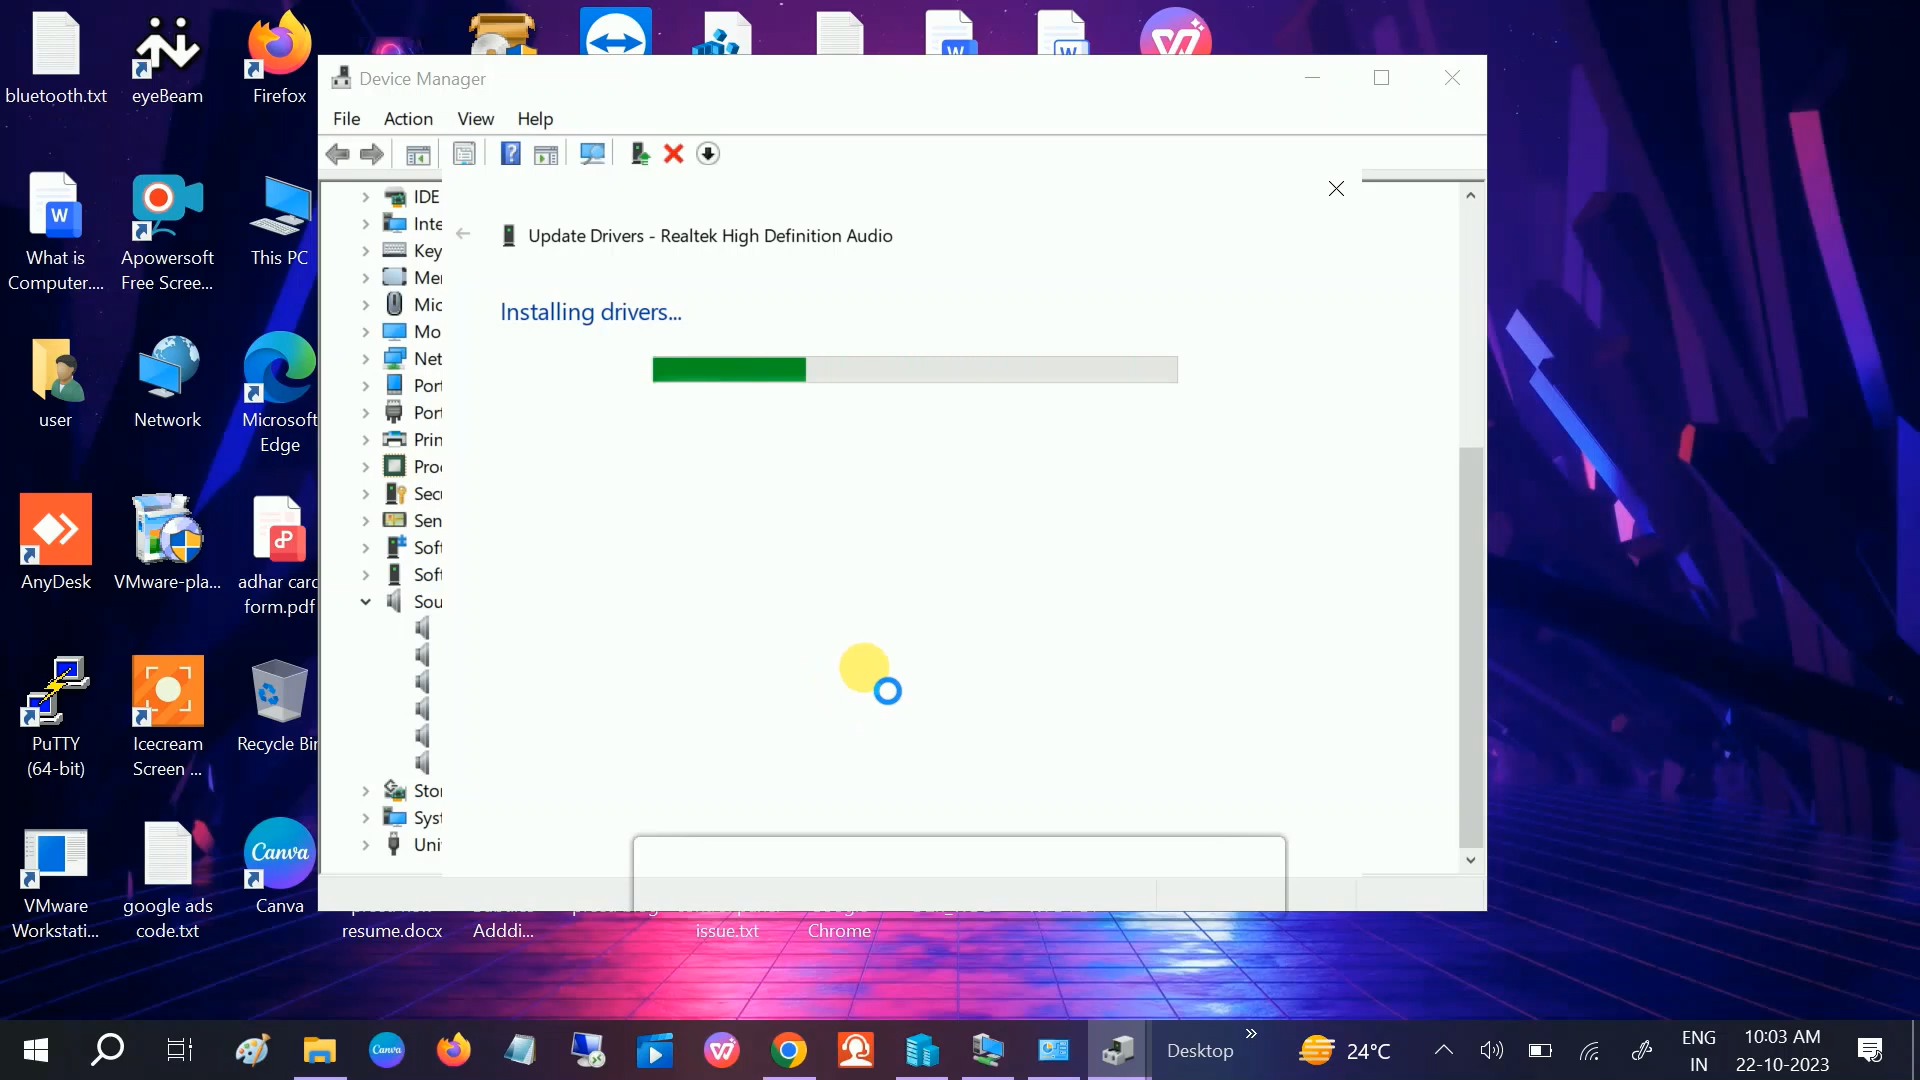 bluetooth.txt
eyeBeam
Firefox
W
W
Device Manager
File
Action
View
Help
Update Drivers - Realtek High Definition Audio
Installing drivers...
IDE
Inte
Key
Mic
Mo
Net
Port
Port
Prin
Proc
Secu
Sen
Soft
Soft
Sou
Stor
Syst
Uni
W
What is
Computer....
Apowersoft
Free Scree...
This PC
user
Network
Microsoft
Edge
AnyDesk
VMware-pla...
adhar card
form.pdf
PuTTY
(64-bit)
Icecream
Screen ...
Recycle Bin
VMware
Workstati...
google ads
code.txt
Canva
Canva
resume.docx
Adddi...
issue.txt
Google
Chrome
Canva
Desktop
24°C
ENG
IN
10:03 AM
22-10-2023